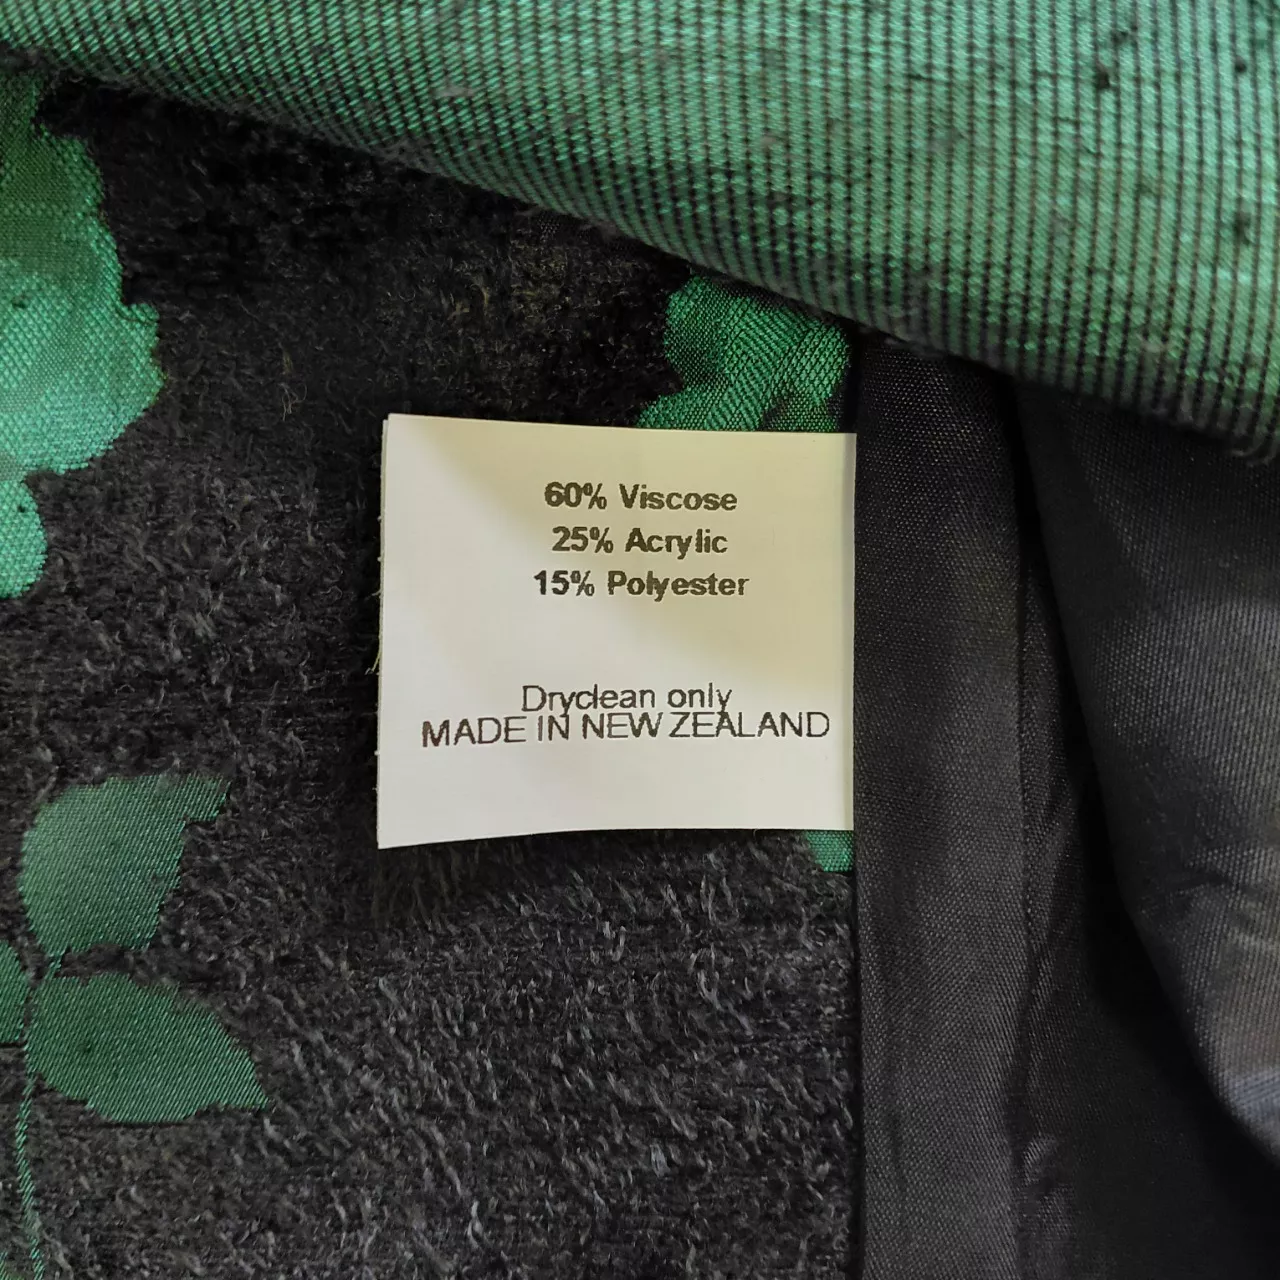 60% Viscose
25% Acrylic
15% Polyester
Dryclean only
MADE IN NEW ZEALAND